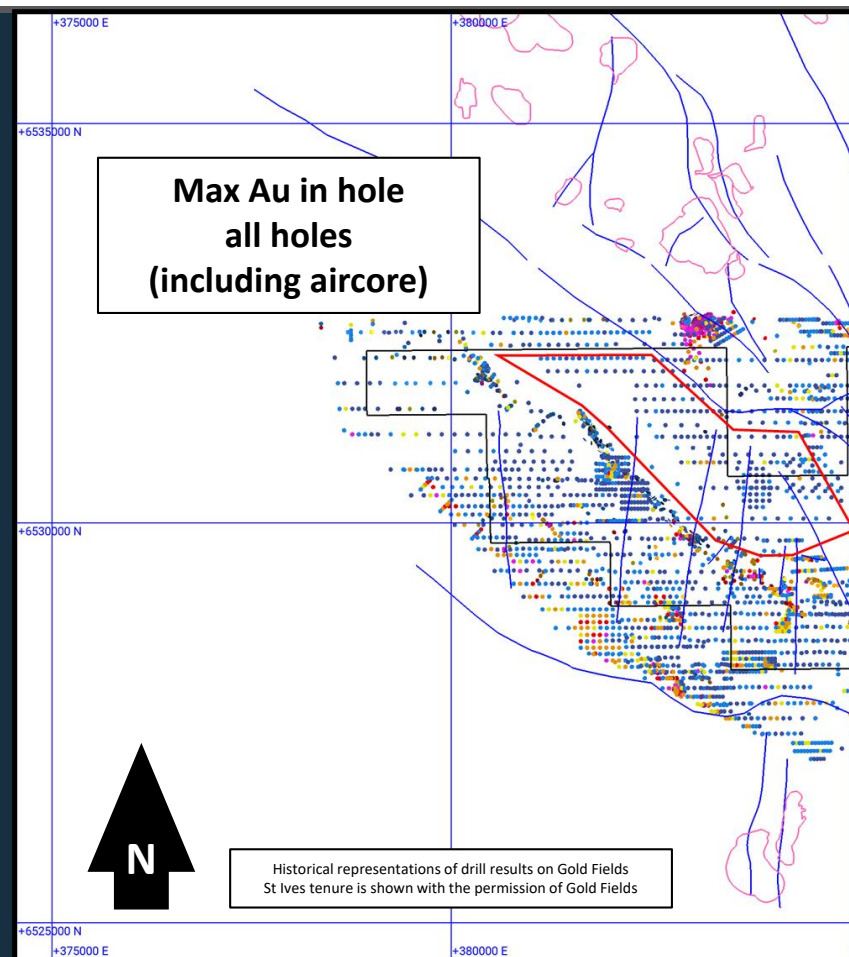 +375000 E
+380000 E
+6535000 N
Max Au in hole
all holes
(including aircore)
+6530000 N
N
Historical representations of drill results on Gold Fields
St Ives tenure is shown with the permission of Gold Fields
+6525000 N
+375000 E
+380000 E